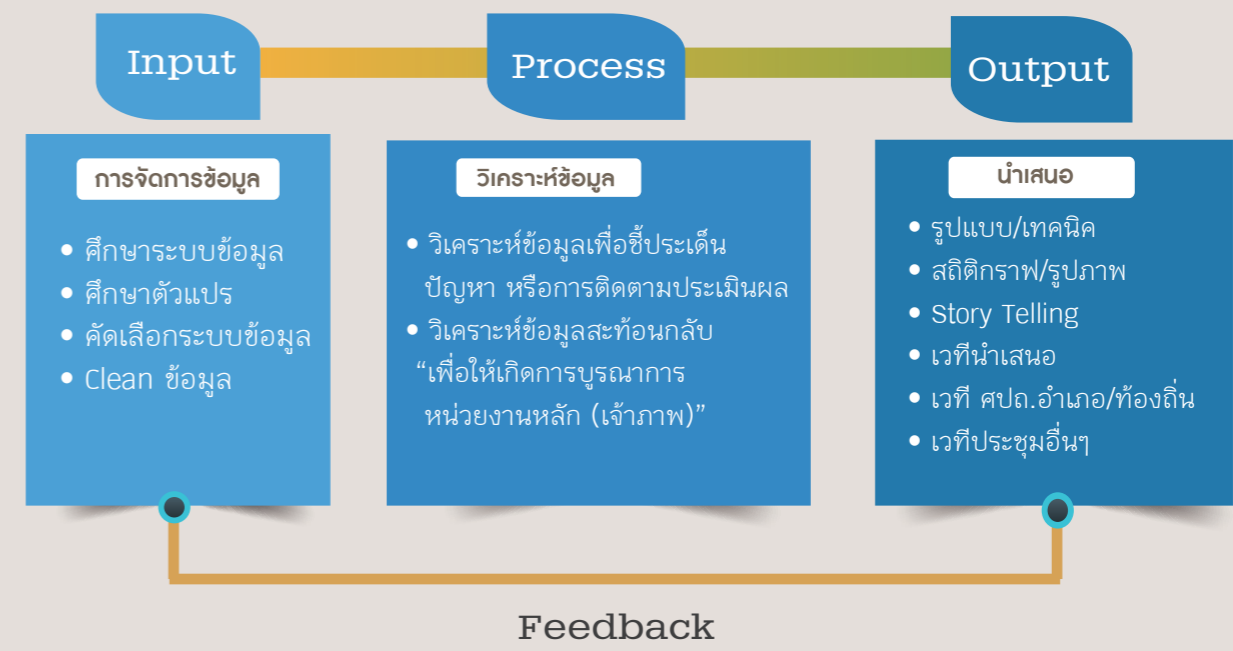 Input
Process
Output
การจัดการข้อมูล
• ศึกษาระบบข้อมูล
• ศึกษาตัวแปร
• คัดเลือกระบบข้อมูล
• Clean ข้อมูล
วิเคราะห์ข้อมูล
• วิเคราะห์ข้อมูลเพื่อชี้ประเด็น
ปัญหา หรือการติดตามประเมินผล
• วิเคราะห์ข้อมูลสะท้อนกลับ
“เพื่อให้เกิดการบูรณาการ
หน่วยงานหลัก (เจ้าภาพ)”
นำเสนอ
• รูปแบบ/เทคนิค
• สถิติกราฟ/รูปภาพ
• Story Telling
• เวทีนำเสนอ
• เวที ศปถ.อำเภอ/ท้องถิ่น
• เวทีประชุมอื่นๆ
Feedback